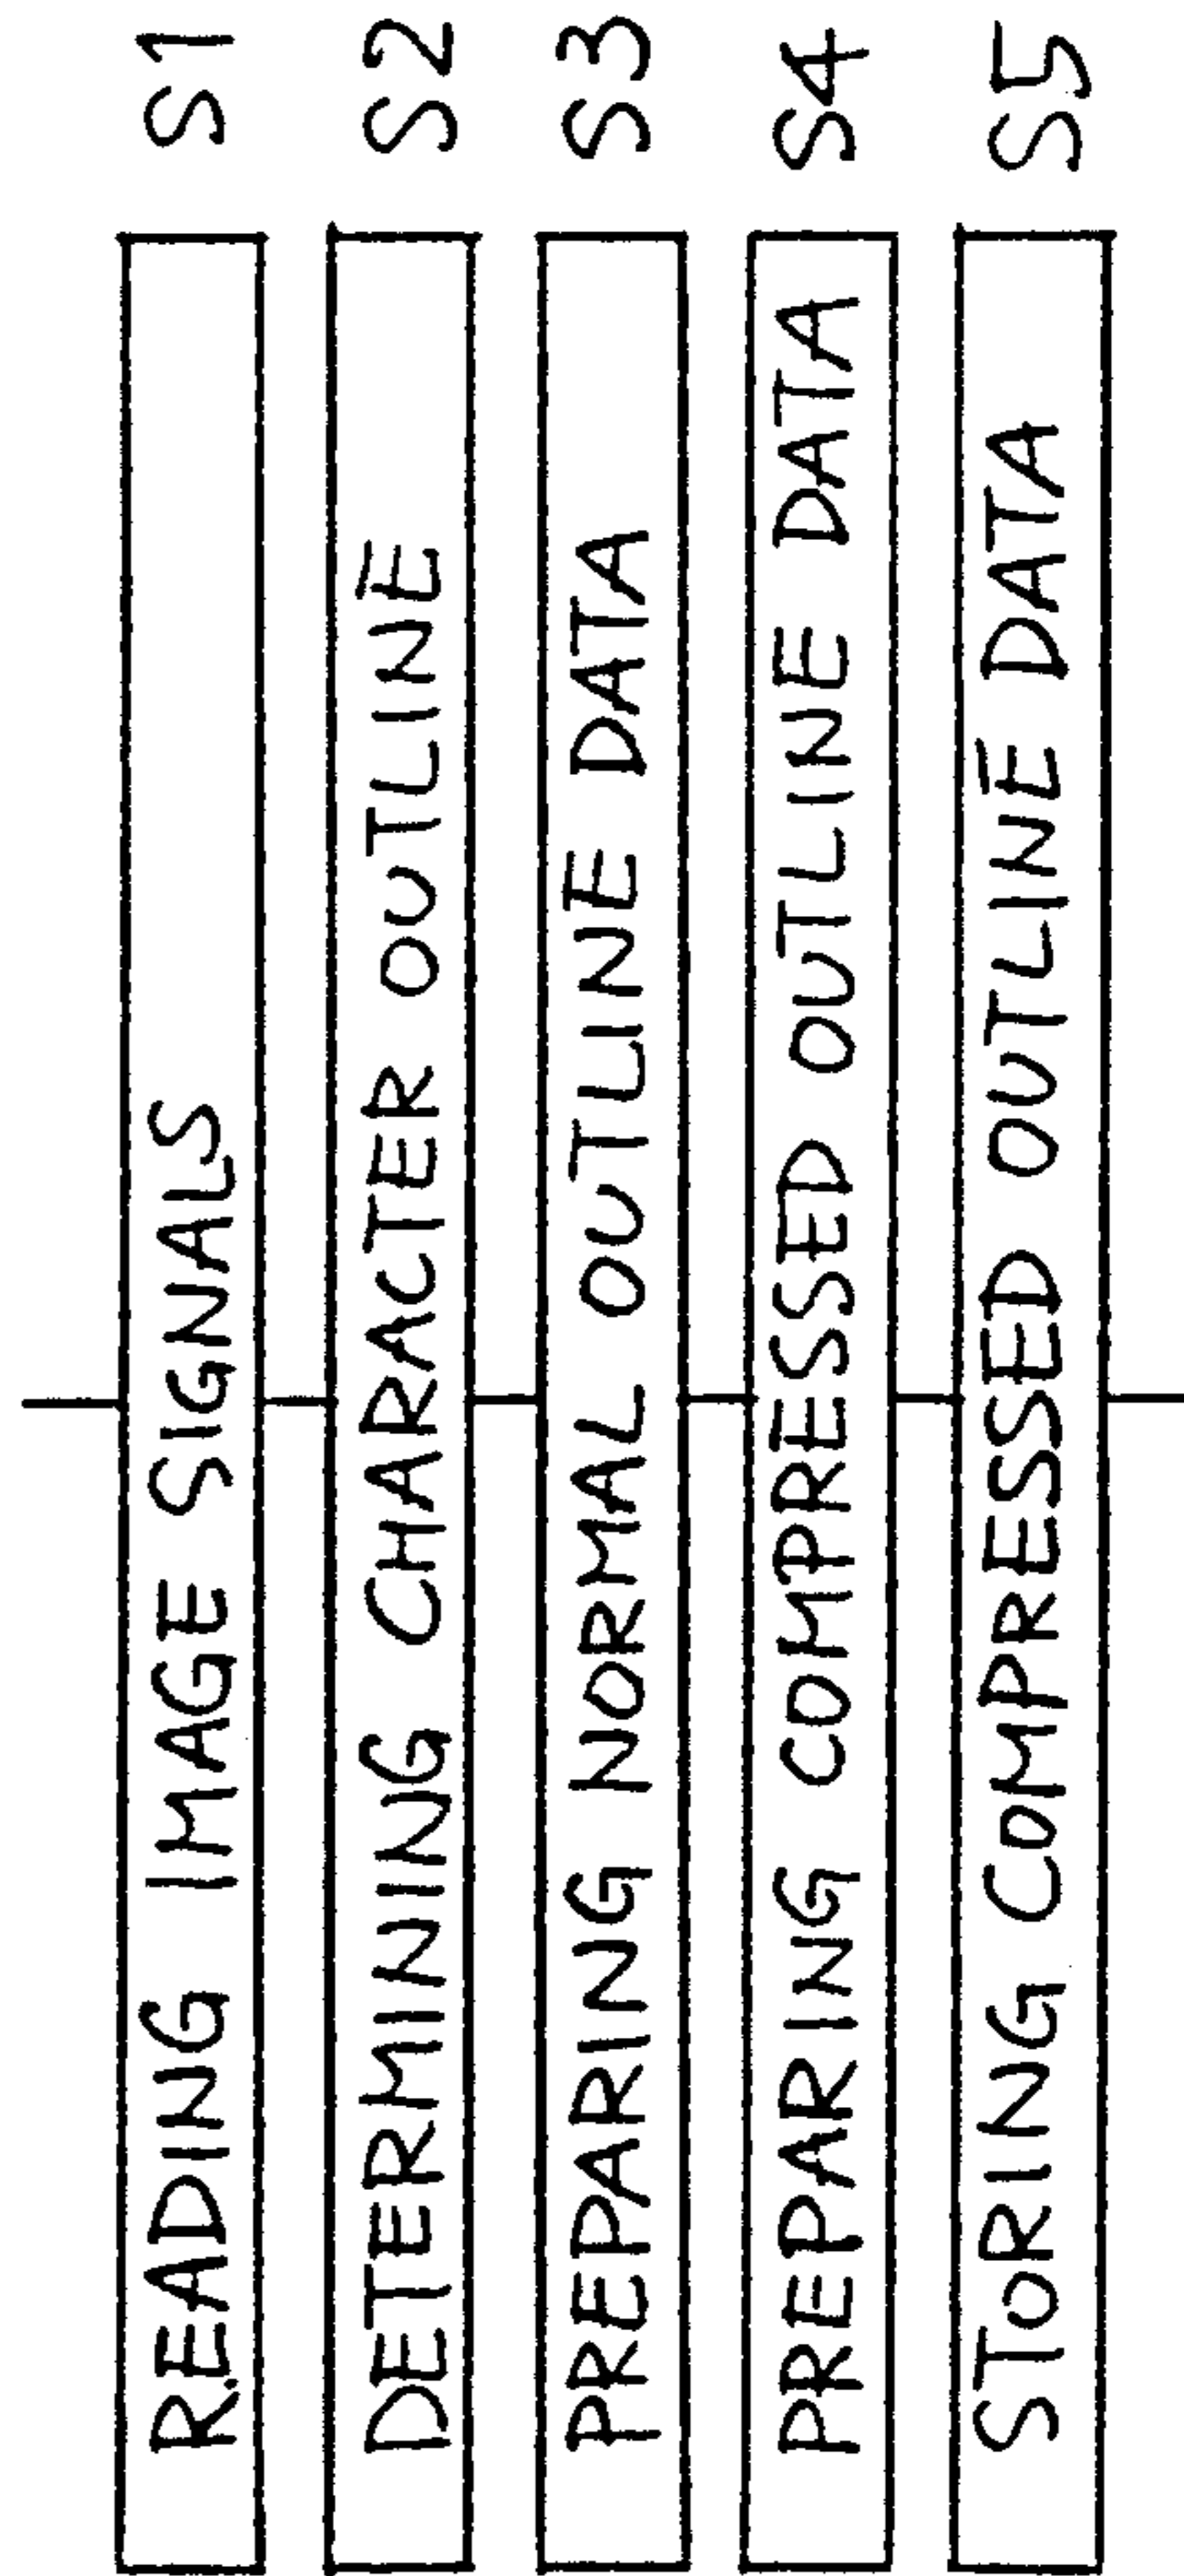 READING IMAGE SIGNALS S1
DETERMINING CHARACTER OUTLINE S2
PREPARING NORMAL OUTLINE DATA S3
PREPARING COMPRESSED OUTLINE DATA S4
STORING COMPRESSED OUTLINE DATA S5